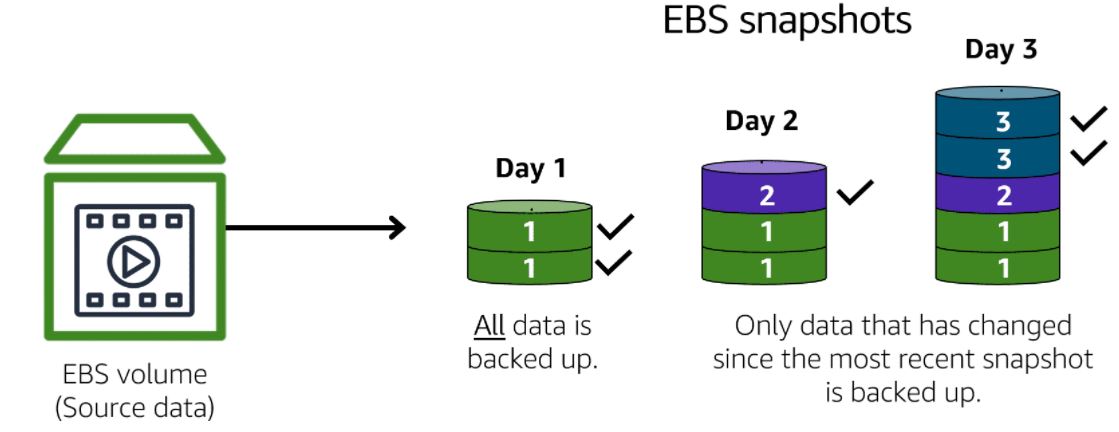 EBS snapshots
Day 1
Day 2
Day 3
1
1
2
1
1
3
3
2
1
1
All data is
backed up.
Only data that has changed
since the most recent snapshot
is backed up.
EBS volume
(Source data)